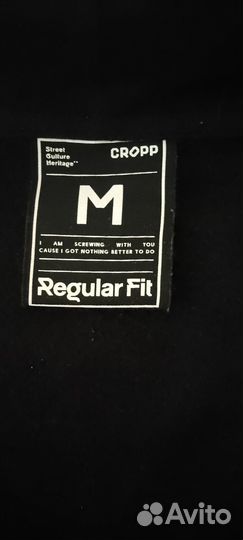 Street
Culture
Heritage™
CROPP
M
I AM SCREWING WITH YOU
CAUSE I GOT NOTHING BETTER TO DO
Regular Fit
Avito